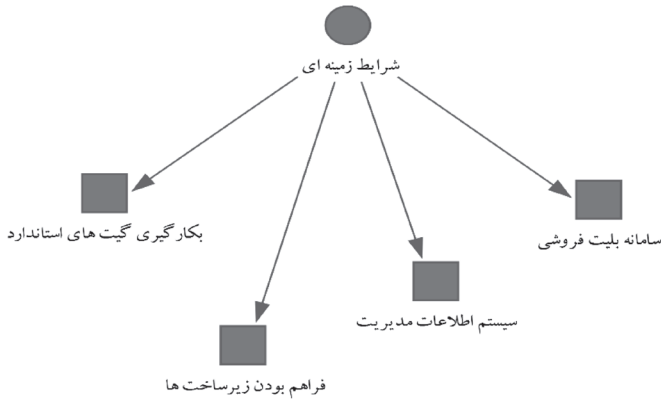 شرایط زمینه ای
سامانه بلیت فروشی
بکارگیری گیت های استاندارد
سیستم اطلاعات مدیریت
فراهم بودن زیرساخت ها